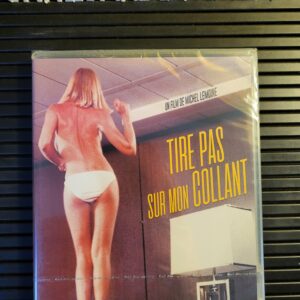 UN FILM DE MICHEL LEMOINE
TIRE PAS
SUR MON COLLANT